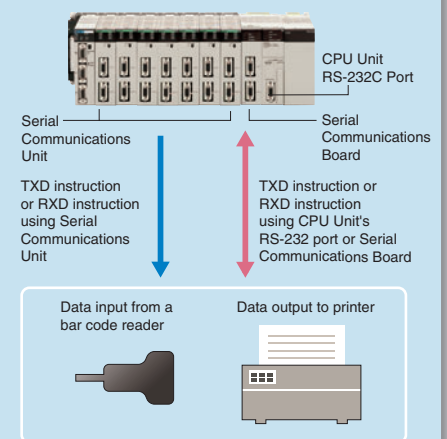 CPU Unit
RS-232C Port
Serial
Communications
Unit
Serial
Communications
Board
TXD instruction
or RXD instruction
using Serial
Communications
Unit
TXD instruction or
RXD instruction
using CPU Unit's
RS-232 port or Serial
Communications Board
Data input from a
bar code reader
Data output to printer